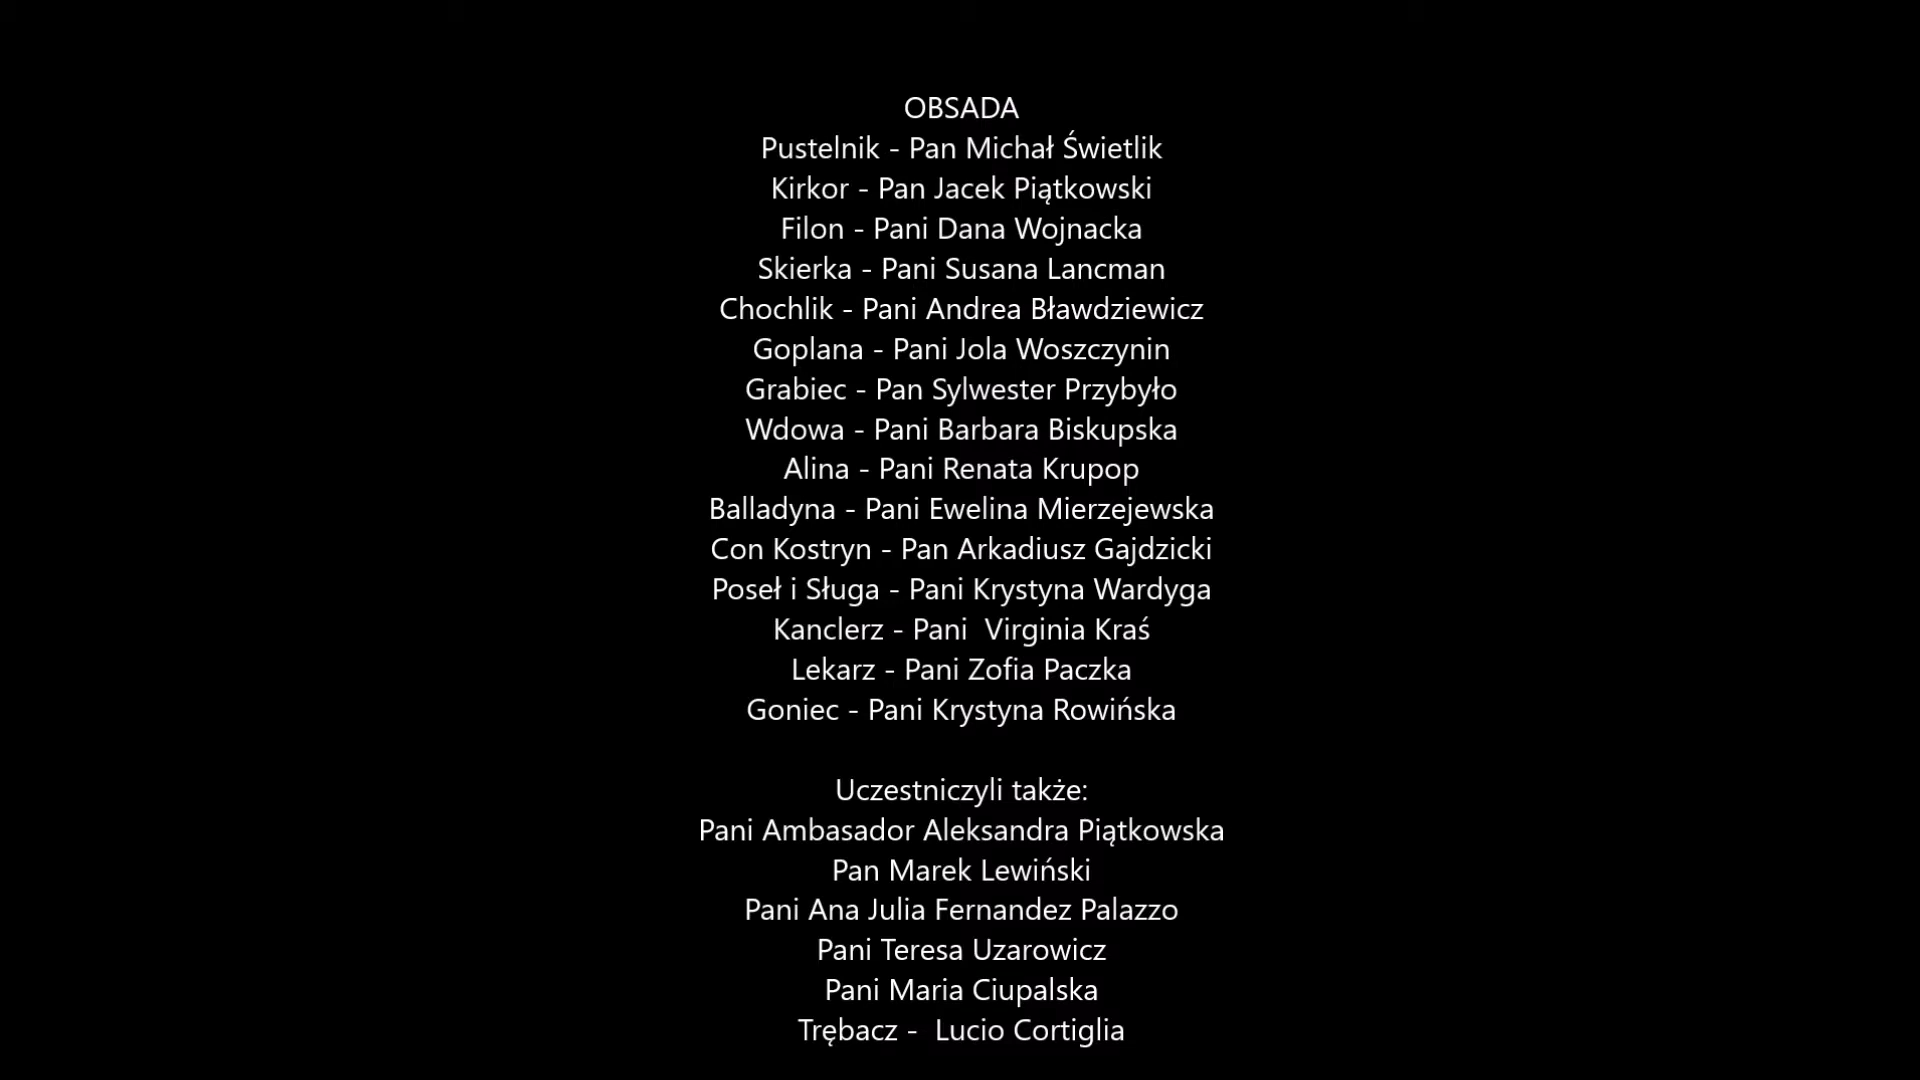 OBSADA
Pustelnik - Pan Michał Świetlik
Kirkor - Pan Jacek Piątkowski
Filon - Pani Dana Wojnacka
Skierka - Pani Susana Lancman
Chochlik - Pani Andrea Bławdziewicz
Goplana - Pani Jola Woszczynin
Grabiec - Pan Sylwester Przybyło
Wdowa - Pani Barbara Biskupska
Alina - Pani Renata Krupop
Balladyna - Pani Ewelina Mierzejewska
Con Kostryn - Pan Arkadiusz Gajdzicki
Poseł i Sługa - Pani Krystyna Wardyga
Kanclerz - Pani  Virginia Kraś
Lekarz - Pani Zofia Paczka
Goniec - Pani Krystyna Rowińska
Uczestniczyli także:
Pani Ambasador Aleksandra Piątkowska
Pan Marek Lewiński
Pani Ana Julia Fernandez Palazzo
Pani Teresa Uzarowicz
Pani Maria Ciupalska
Trębacz -  Lucio Cortiglia